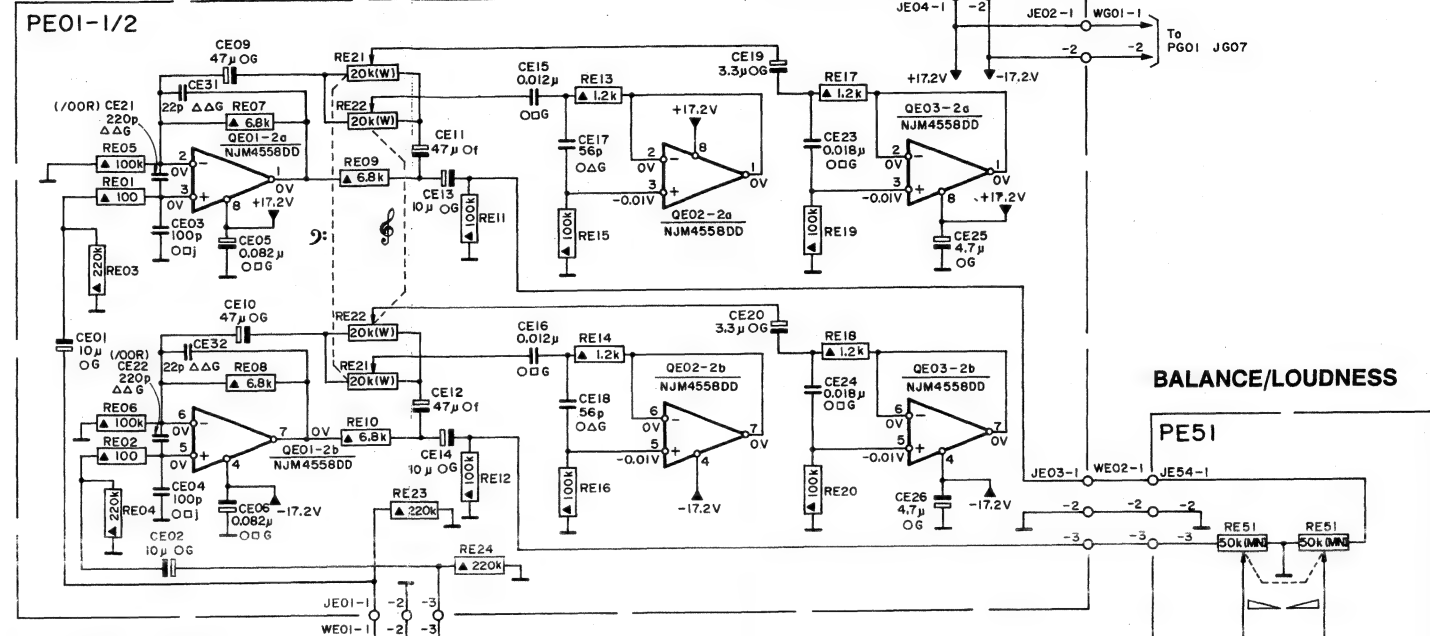 PE01-1/2
JE04-1 -2
JE02-1 WG01-1
-2 -2
To
PG01 JG07
+17.2V -17.2V
CE09
47μ OG
CE31
22p △△G
(/OOR) CE21
220p
△△G
RE07
▲ 6.8k
QE01-2a
NJM4558DD
RE05
▲ 100k
RE01
▲ 100
2
0V
3
0V
1
0V
8
+17.2V
CE03
100p
○□j
CE05
0.082μ
○□G
▲ 220k
RE03
RE21
20k(W)
RE22
20k(W)
RE09
▲ 6.8k
CE11
47μ Of
CE13
10μ OG
▲ 100k
RE11
CE15
0.012μ
○□G
RE13
▲ 1.2k
CE17
56p
○△G
+17.2V
8
2
0V
3
-0.01V
1
0V
QE02-2a
NJM4558DD
▲ 100k
RE15
CE19
3.3μ OG
RE17
▲ 1.2k
QE03-2a
NJM4558DD
CE23
0.018μ
○□G
2
0V
3
-0.01V
1
0V
8
+17.2V
▲ 100k
RE19
CE25
4.7μ
OG
CE10
47μ OG
CE32
22p △△G
(/OOR)
CE22
220p
△△G
RE08
▲ 6.8k
CE01
10μ
OG
RE06
▲ 100k
RE02
▲ 100
6
0V
5
0V
7
0V
4
-17.2V
QE01-2b
NJM4558DD
CE04
100p
○□j
CE06
0.082μ
○□G
▲ 220k
RE04
CE02
10μ OG
RE22
20k(W)
RE21
20k(W)
RE10
▲ 6.8k
CE12
47μ Of
CE14
10μ OG
▲ 100k
RE12
RE23
▲ 220k
RE24
▲ 220k
CE16
0.012μ
○□G
RE14
▲ 1.2k
CE18
56p
○△G
QE02-2b
NJM4558DD
6
0V
5
-0.01V
7
0V
4
-17.2V
▲ 100k
RE16
CE20
3.3μ OG
RE18
▲ 1.2k
QE03-2b
NJM4558DD
CE24
0.018μ
○□G
6
0V
5
-0.01V
7
0V
4
-17.2V
▲ 100k
RE20
CE26
4.7μ
OG
BALANCE/LOUDNESS
PE51
JE03-1 WE02-1 JE54-1
-2 -2 -2
-3 -3 -3
RE51
50k(MN)
RE51
50k(MN)
JE01-1 -2 -3
WE01-1 -2 -3